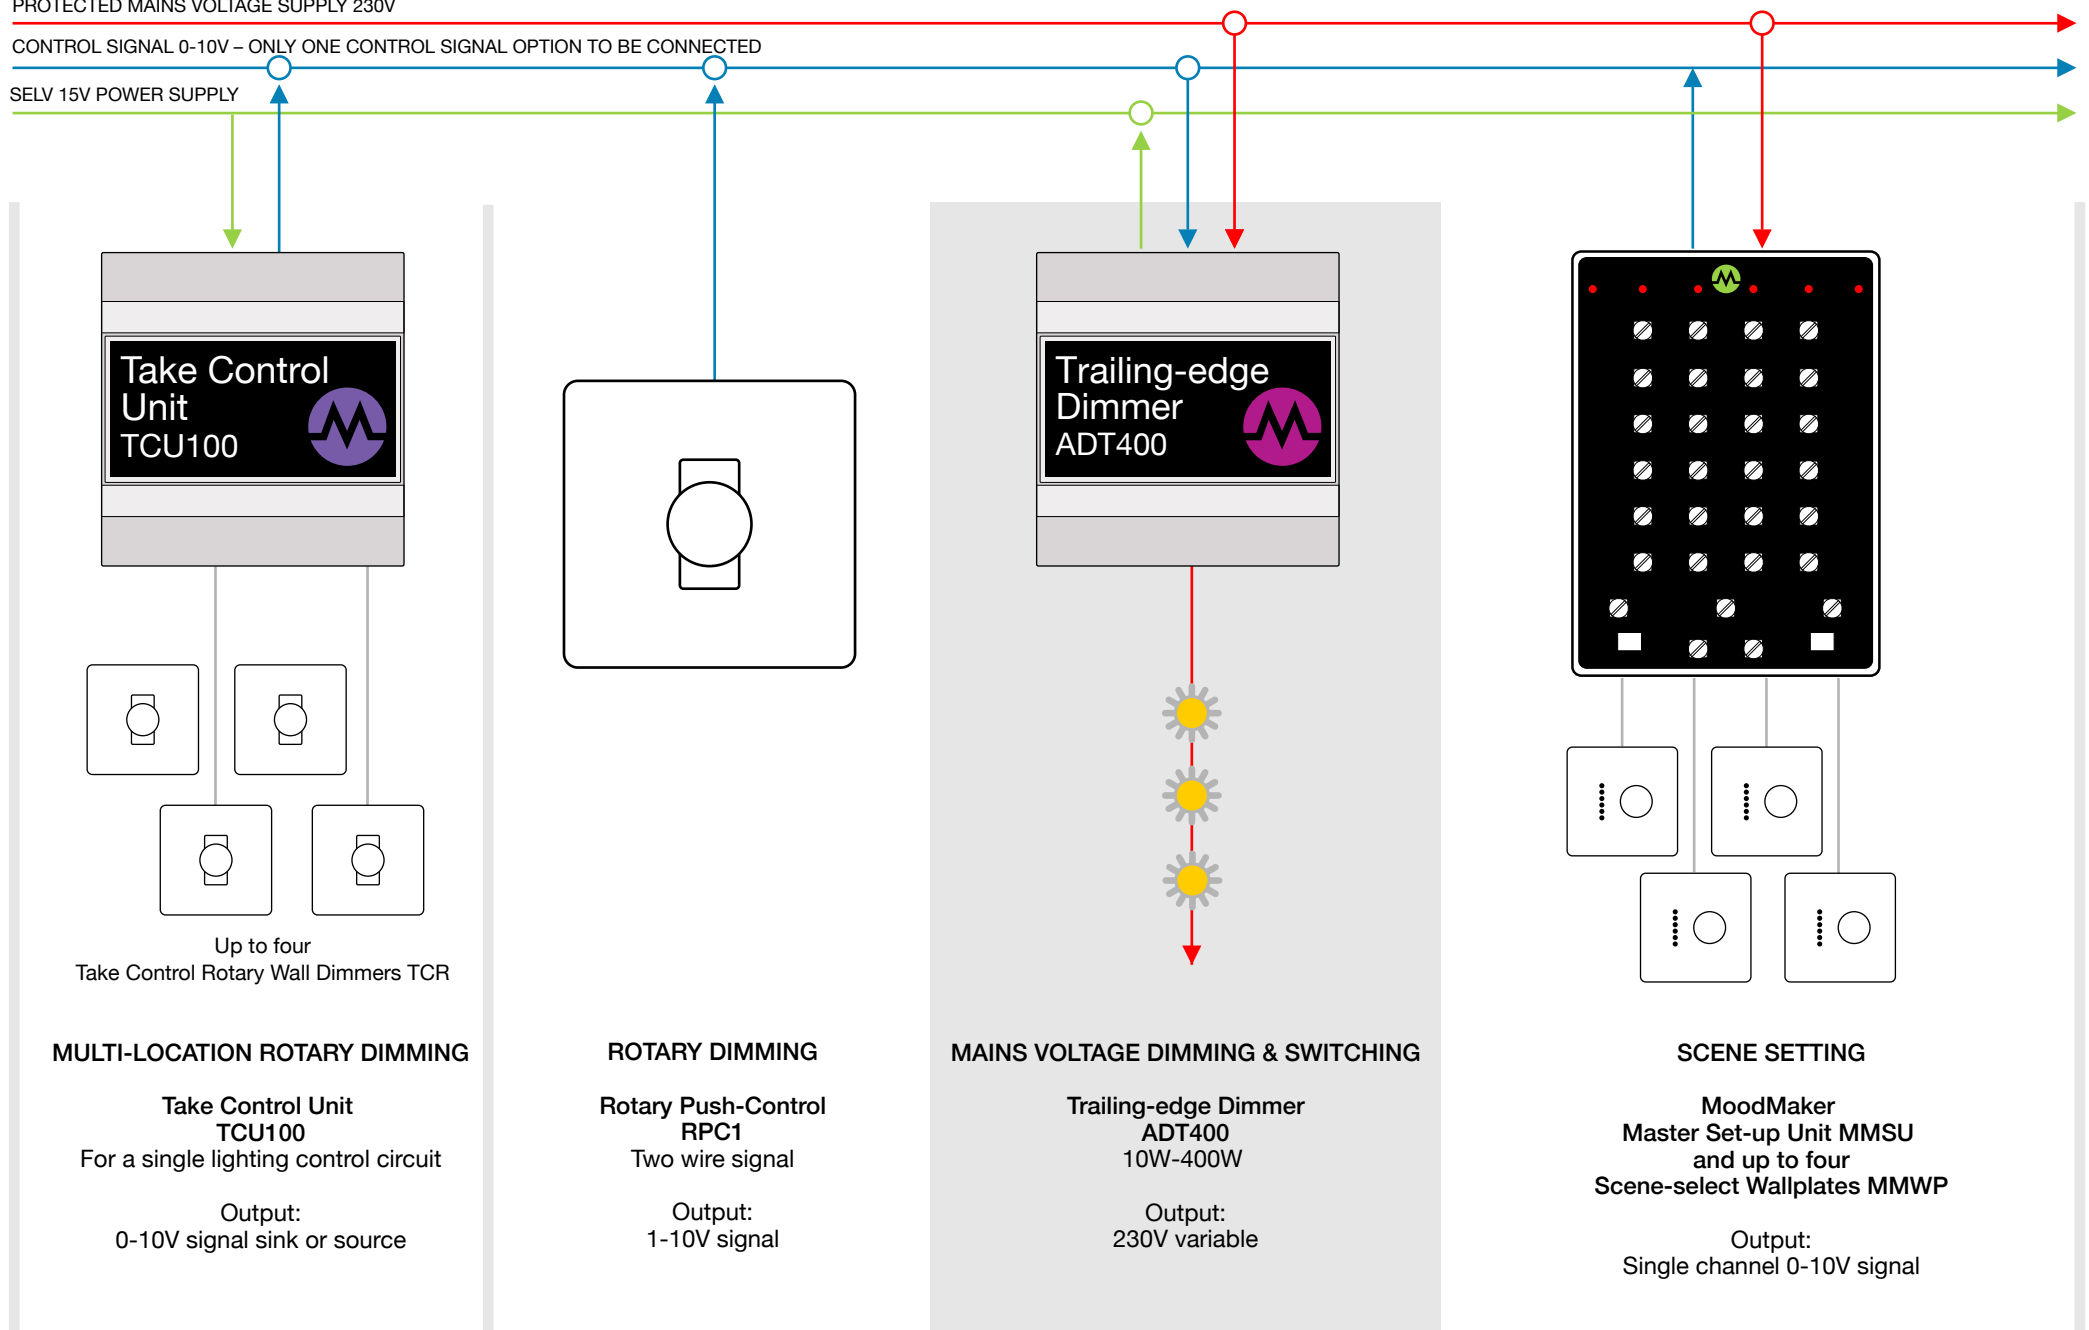 PROTECTED MAINS VOLTAGE SUPPLY 230V
CONTROL SIGNAL 0-10V – ONLY ONE CONTROL SIGNAL OPTION TO BE CONNECTED
SELV 15V POWER SUPPLY
Take Control
Unit
TCU100
Up to four
Take Control Rotary Wall Dimmers TCR
MULTI-LOCATION ROTARY DIMMING
Take Control Unit
TCU100
For a single lighting control circuit
Output:
0-10V signal sink or source
ROTARY DIMMING
Rotary Push-Control
RPC1
Two wire signal
Output:
1-10V signal
Trailing-edge
Dimmer
ADT400
MAINS VOLTAGE DIMMING & SWITCHING
Trailing-edge Dimmer
ADT400
10W-400W
Output:
230V variable
SCENE SETTING
MoodMaker
Master Set-up Unit MMSU
and up to four
Scene-select Wallplates MMWP
Output:
Single channel 0-10V signal